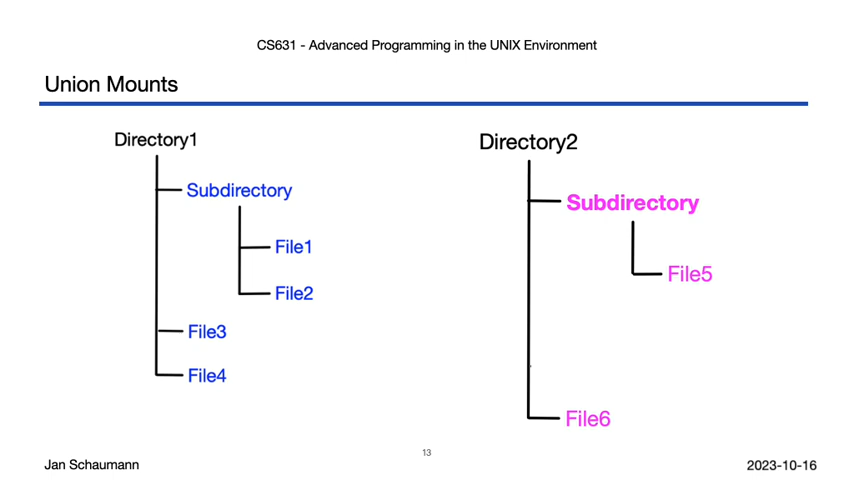 CS631 - Advanced Programming in the UNIX Environment
Union Mounts
Directory1
Subdirectory
File1
File2
File3
File4
Directory2
Subdirectory
File5
File6
13
Jan Schaumann
2023-10-16